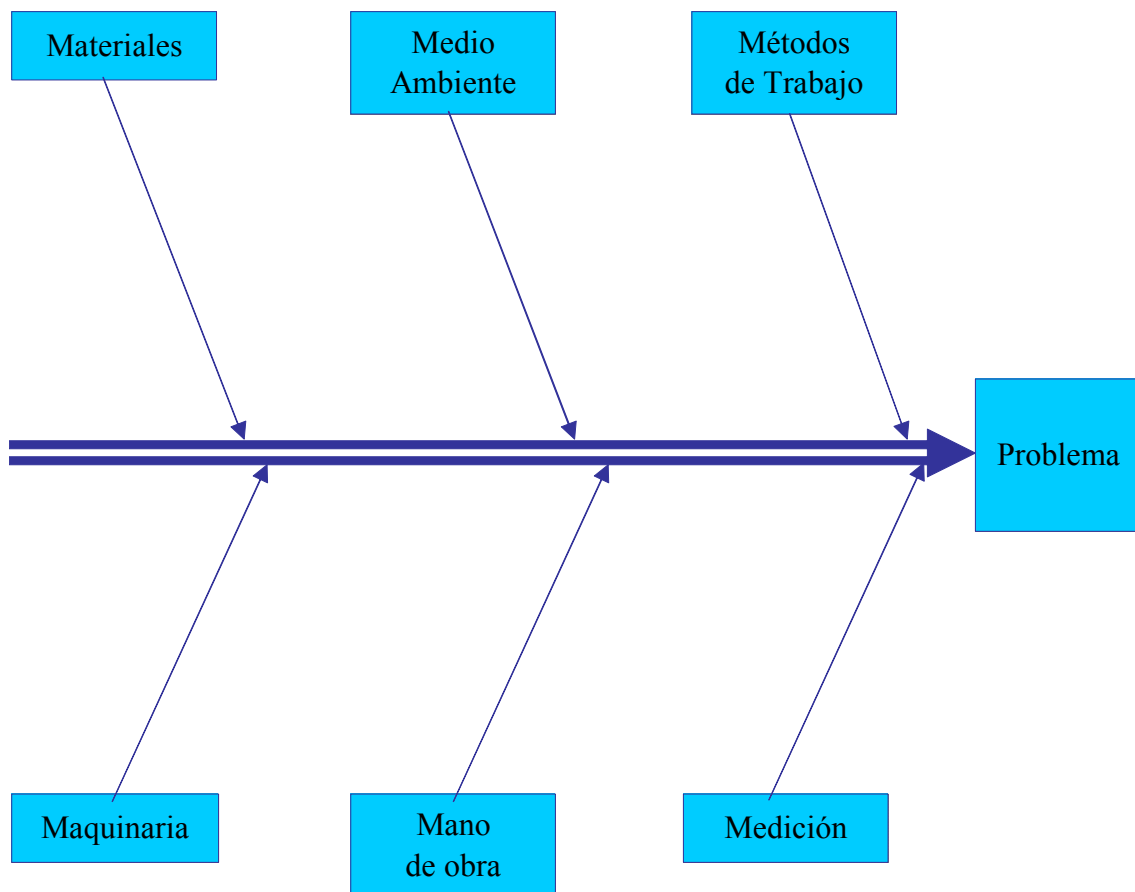 Materiales
Medio
Ambiente
Métodos
de Trabajo
Problema
Maquinaria
Mano
de obra
Medición